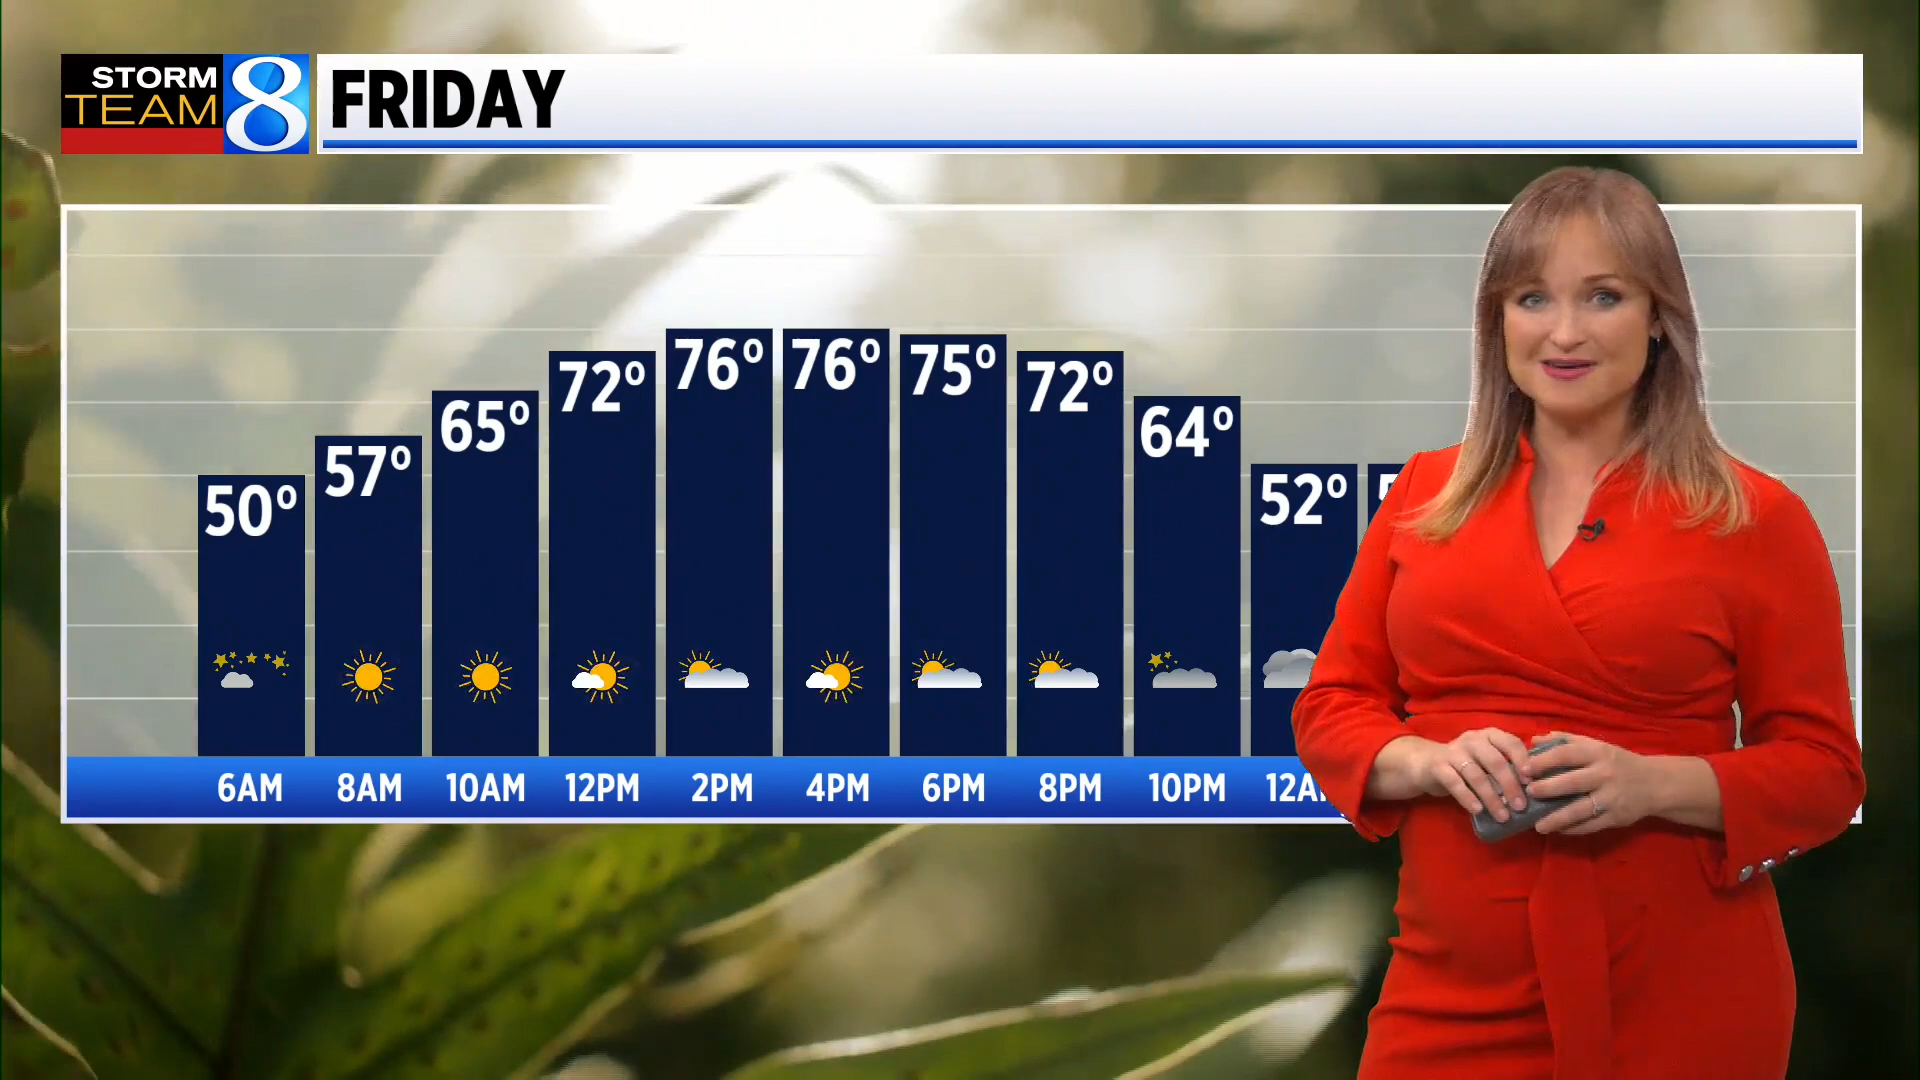 STORM
TEAM
8
FRIDAY
50° 57° 65° 72° 76° 76° 75° 72° 64° 52°
6AM 8AM 10AM 12PM 2PM 4PM 6PM 8PM 10PM